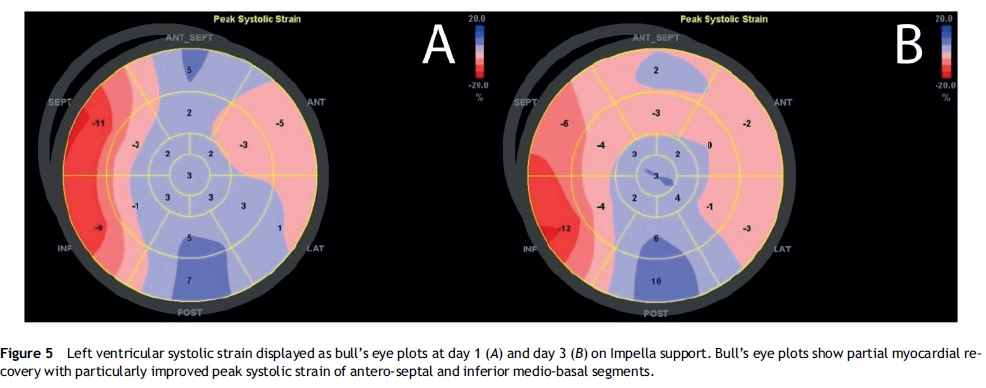 Peak Systolic Strain
A
20.0
-20.0
%
ANT_SEPT
SEPT
ANT
INF
LAT
POST
5
-11
2
-5
-3
2
2
-3
3
-1
3
3
3
-9
5
1
7
Peak Systolic Strain
B
20.0
-20.0
%
ANT_SEPT
SEPT
ANT
INF
LAT
POST
2
-6
-3
-2
-4
3
2
0
3
-4
2
4
-1
-12
6
-3
10
Figure 5 Left ventricular systolic strain displayed as bull's eye plots at day 1 (A) and day 3 (B) on Impella support. Bull's eye plots show partial myocardial re-
covery with particularly improved peak systolic strain of antero-septal and inferior medio-basal segments.